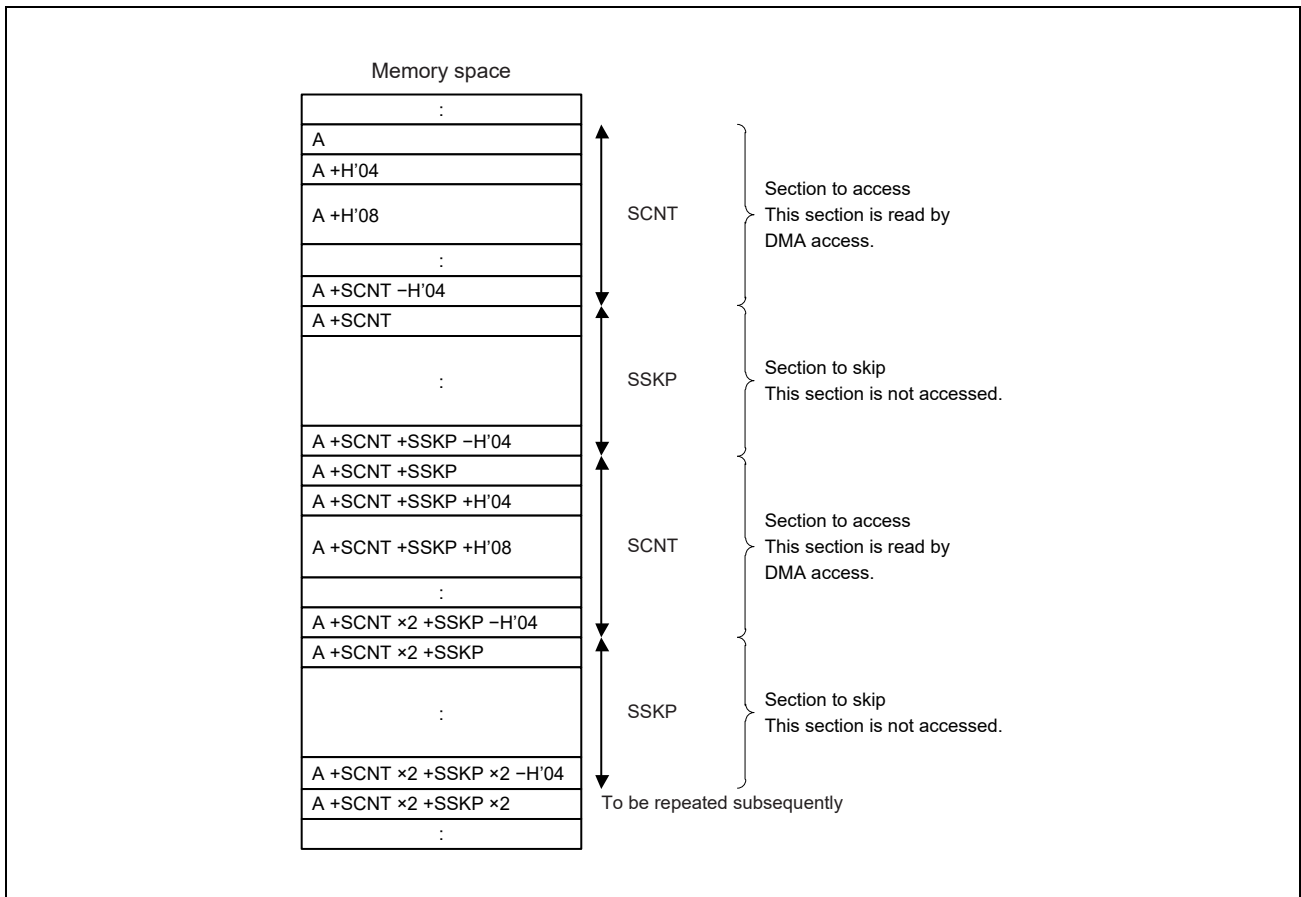 Memory space
:
A
A +H’04
A +H’08
:
A +SCNT −H’04
SCNT
Section to access
This section is read by
DMA access.
A +SCNT
:
A +SCNT +SSKP −H’04
SSKP
Section to skip
This section is not accessed.
A +SCNT +SSKP
A +SCNT +SSKP +H’04
A +SCNT +SSKP +H’08
:
A +SCNT ×2 +SSKP −H’04
SCNT
Section to access
This section is read by
DMA access.
A +SCNT ×2 +SSKP
:
A +SCNT ×2 +SSKP ×2 −H’04
SSKP
Section to skip
This section is not accessed.
A +SCNT ×2 +SSKP ×2
To be repeated subsequently
: